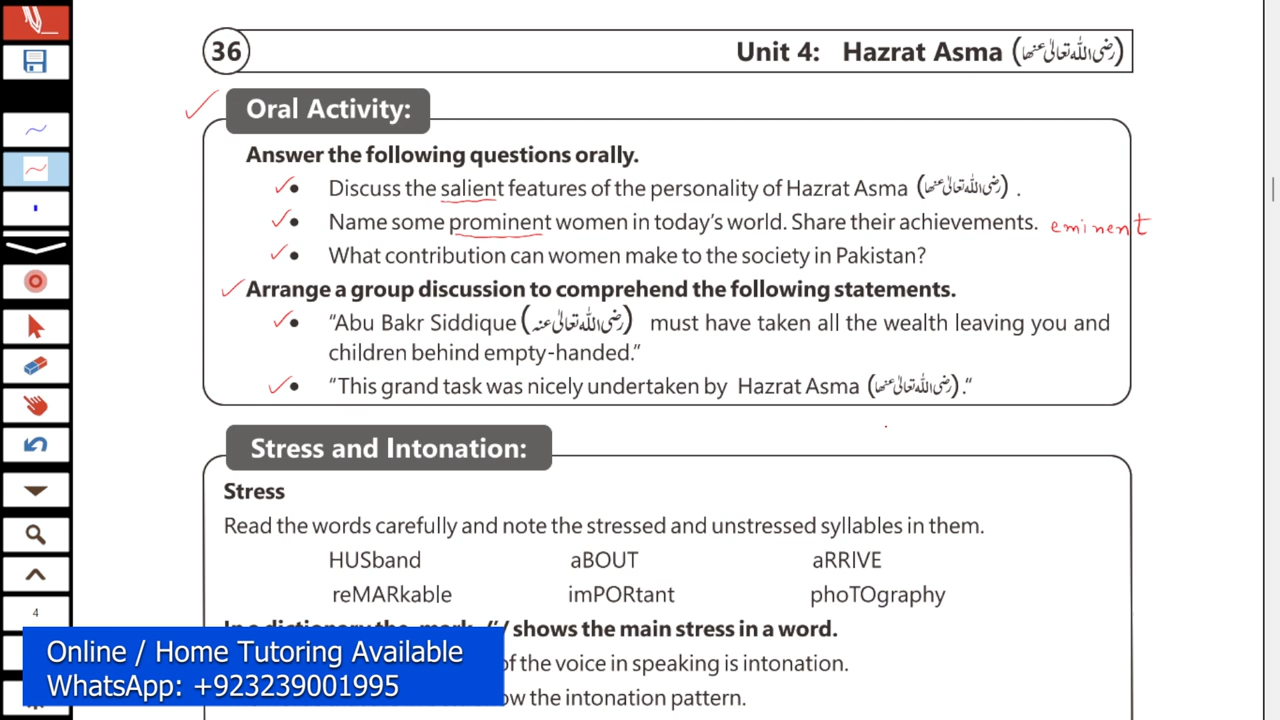 36
Unit 4: Hazrat Asma (رضی اللہ تعالیٰ عنھا)
Oral Activity:
Answer the following questions orally.
• Discuss the salient features of the personality of Hazrat Asma (رضی اللہ تعالیٰ عنھا) .
• Name some prominent women in today's world. Share their achievements. eminent
• What contribution can women make to the society in Pakistan?
Arrange a group discussion to comprehend the following statements.
• “Abu Bakr Siddique (رضی اللہ تعالیٰ عنہ) must have taken all the wealth leaving you and
children behind empty-handed.”
• “This grand task was nicely undertaken by Hazrat Asma (رضی اللہ تعالیٰ عنھا).“
Stress and Intonation:
Stress
Read the words carefully and note the stressed and unstressed syllables in them.
HUSband aBOUT aRRIVE
reMARkable imPORtant phoTOgraphy
shows the main stress in a word.
of the voice in speaking is intonation.
the intonation pattern.
4
Online / Home Tutoring Available
WhatsApp: +923239001995